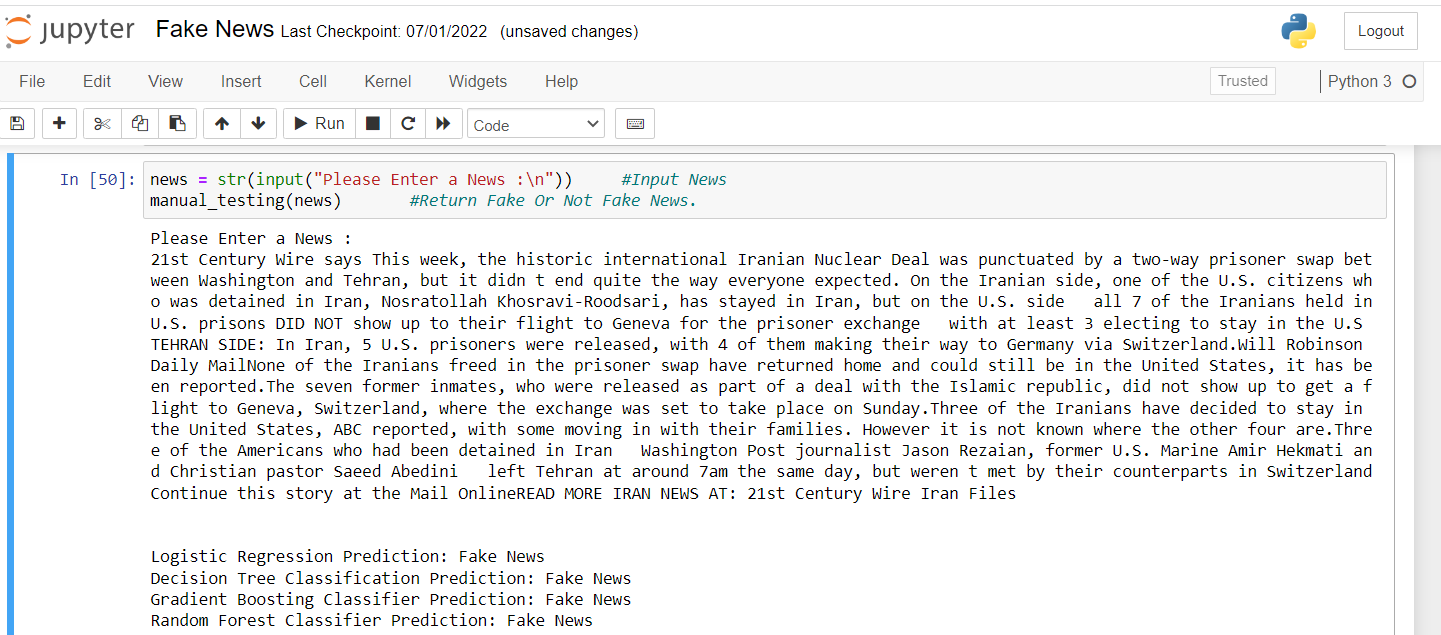 jupyter Fake News Last Checkpoint: 07/01/2022 (unsaved changes) Logout
File Edit View Insert Cell Kernel Widgets Help Trusted Python 3
Run Code
In [50]: news = str(input("Please Enter a News :\n")) #Input News
manual_testing(news) #Return Fake Or Not Fake News.
Please Enter a News :
21st Century Wire says This week, the historic international Iranian Nuclear Deal was punctuated by a two-way prisoner swap bet
ween Washington and Tehran, but it didn t end quite the way everyone expected. On the Iranian side, one of the U.S. citizens wh
o was detained in Iran, Nosratollah Khosravi-Roodsari, has stayed in Iran, but on the U.S. side   all 7 of the Iranians held in
U.S. prisons DID NOT show up to their flight to Geneva for the prisoner exchange   with at least 3 electing to stay in the U.S
TEHRAN SIDE: In Iran, 5 U.S. prisoners were released, with 4 of them making their way to Germany via Switzerland.Will Robinson
Daily MailNone of the Iranians freed in the prisoner swap have returned home and could still be in the United States, it has be
en reported.The seven former inmates, who were released as part of a deal with the Islamic republic, did not show up to get a f
light to Geneva, Switzerland, where the exchange was set to take place on Sunday.Three of the Iranians have decided to stay in
the United States, ABC reported, with some moving in with their families. However it is not known where the other four are.Thre
e of the Americans who had been detained in Iran   Washington Post journalist Jason Rezaian, former U.S. Marine Amir Hekmati an
d Christian pastor Saeed Abedini   left Tehran at around 7am the same day, but weren t met by their counterparts in Switzerland
Continue this story at the Mail OnlineREAD MORE IRAN NEWS AT: 21st Century Wire Iran Files
Logistic Regression Prediction: Fake News
Decision Tree Classification Prediction: Fake News
Gradient Boosting Classifier Prediction: Fake News
Random Forest Classifier Prediction: Fake News